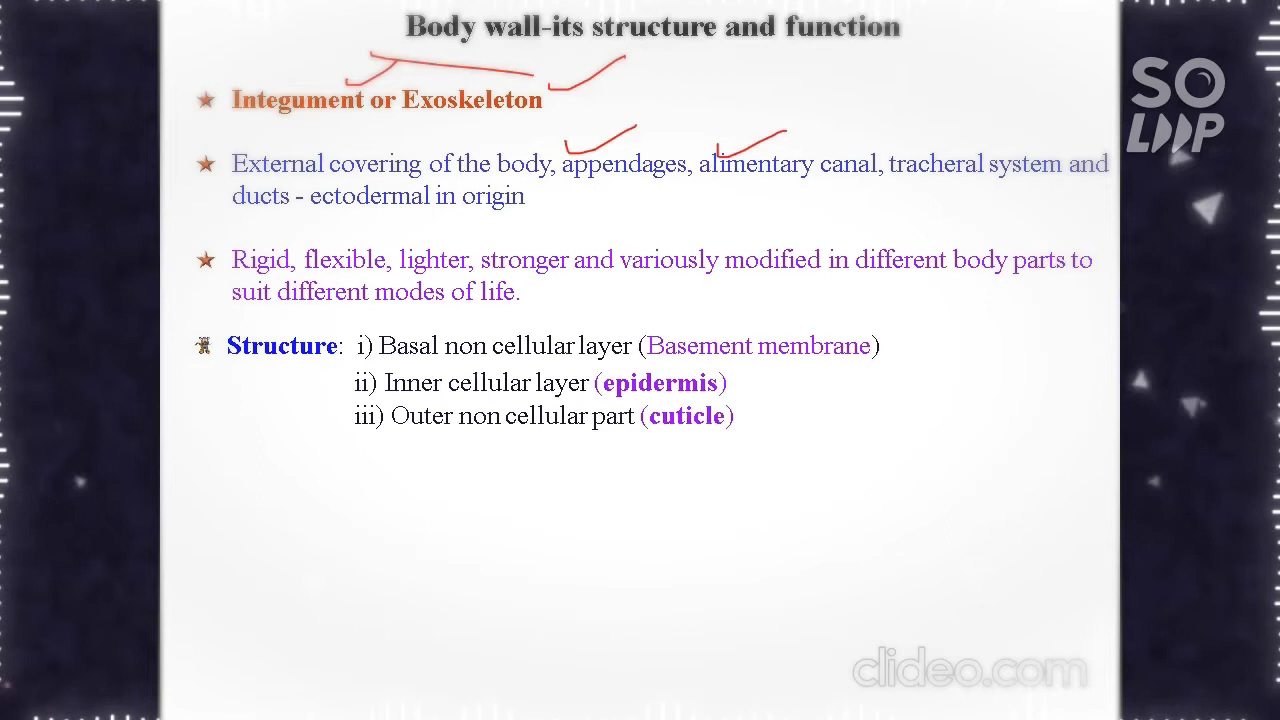 Body wall-its structure and function
Integument or Exoskeleton
External covering of the body, appendages, alimentary canal, tracheral system and
ducts - ectodermal in origin
Rigid, flexible, lighter, stronger and variously modified in different body parts to
suit different modes of life.
Structure: i) Basal non cellular layer (Basement membrane)
ii) Inner cellular layer (epidermis)
iii) Outer non cellular part (cuticle)
SO
LOOP
clideo.com